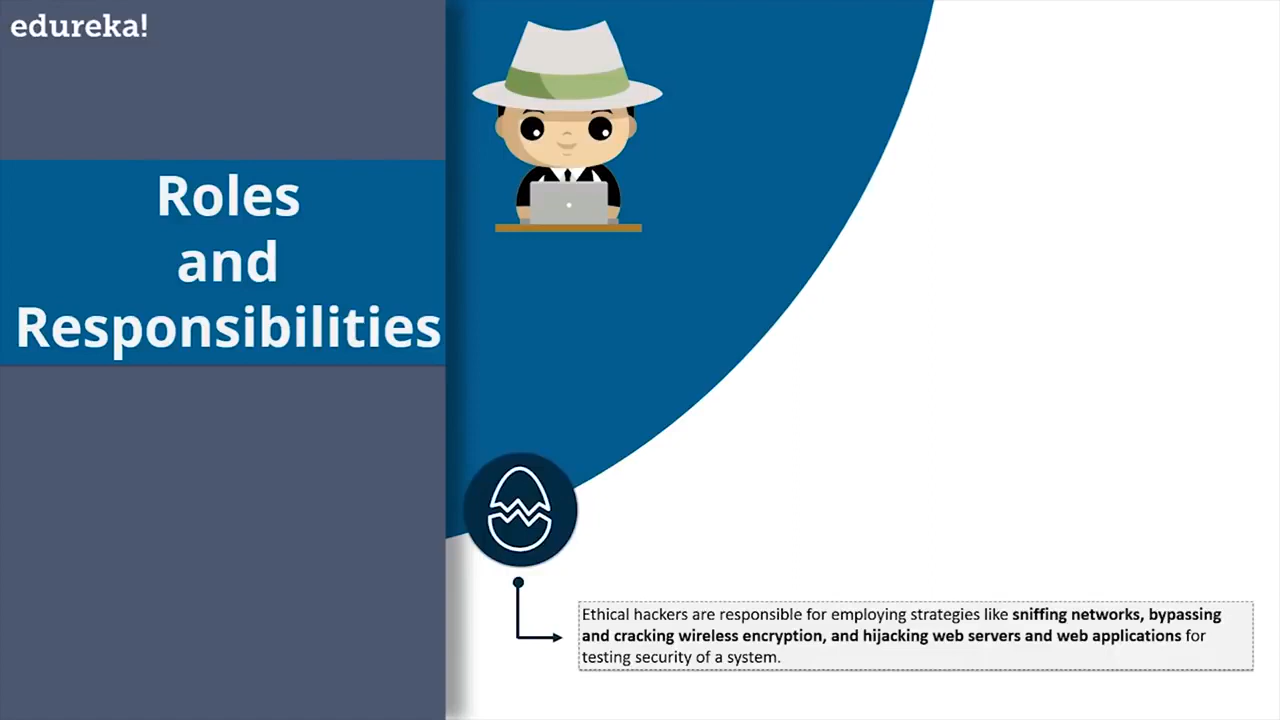 edureka!
Roles
and
Responsibilities
Ethical hackers are responsible for employing strategies like sniffing networks, bypassing
and cracking wireless encryption, and hijacking web servers and web applications for
testing security of a system.